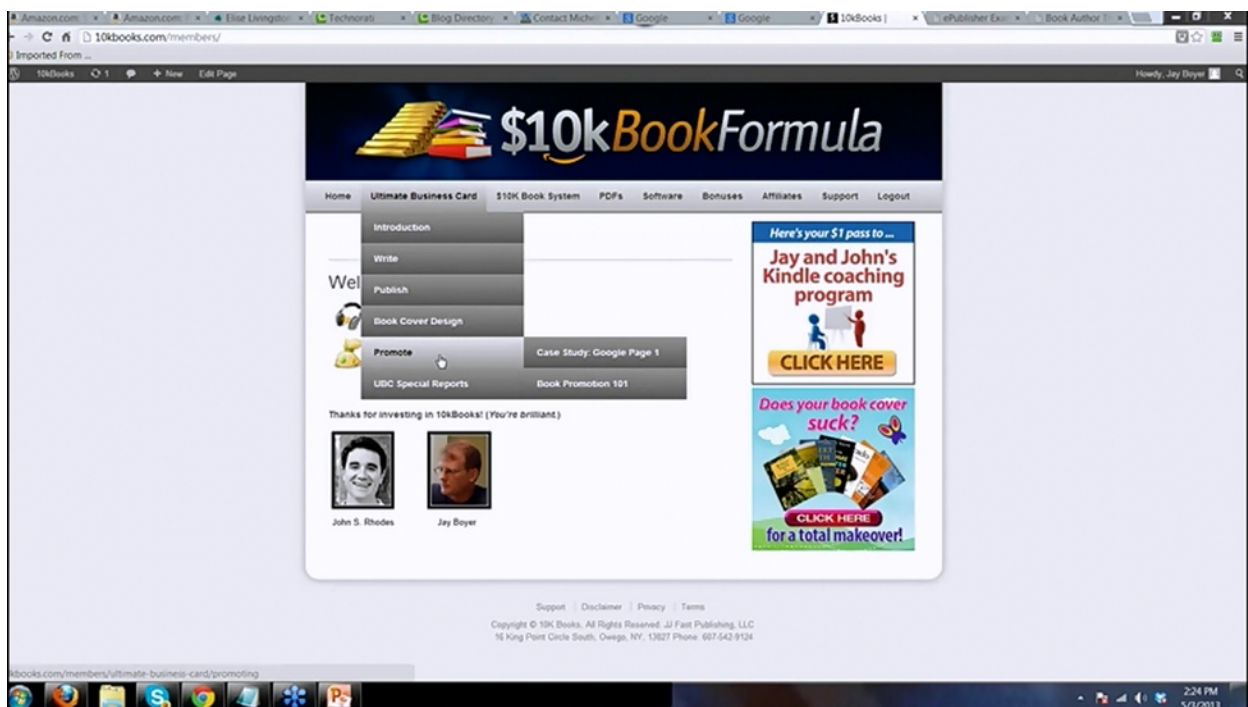 Amazon.com:
Amazon.com:
Elise Livingston
Technorati
Blog Directory
Contact
Google
Google
10kBooks |
ePublisher
Book Author
10kbooks.com/members/
Imported From ...
10kBooks 1 + New Edit Page
Howdy, Jay Boyer
$10kBookFormula
Home Ultimate Business Card $10K Book System PDFs Software Bonuses Affiliates Support Logout
Introduction
Write
Wel
Publish
Book Cover Design
Promote
Case Study: Google Page 1
UBC Special Reports
Book Promotion 101
Thanks for investing in 10kBooks! (You're brilliant.)
John S. Rhodes
Jay Boyer
Here's your $1 pass to ...
Jay and John's
Kindle coaching
program
CLICK HERE
Does your book cover
suck?
CLICK HERE
for a total makeover!
Support | Disclaimer | Privacy | Terms
Copyright © 10K Books. All Rights Reserved. JJ Fast Publishing, LLC
16 King Point Circle South, Owego, NY, 13827 Phone: 607-542-9124
kbooks.com/members/ultimate-business-card/promoting
2:24 PM
5/3/2013